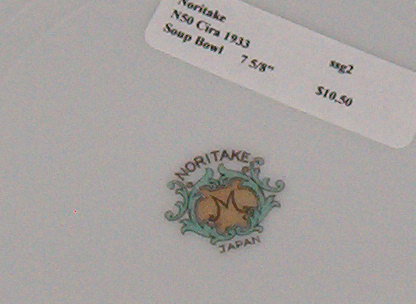 Noritake
N50 Cira 1933
Soup Bowl 7 5/8" ssg2
$10.50
NORITAKE
M
JAPAN